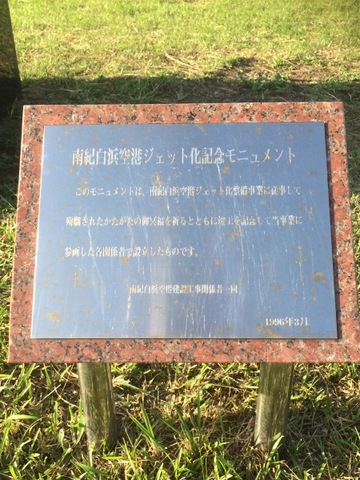 南紀白浜空港ジェット化記念モニュメント
このモニュメントは、南紀白浜空港ジェット化整備事業に従事して
殉職されたかたがたの御冥福を祈るとともに竣工を記念して当事業に
参画した各関係者で設立したものです。
南紀白浜空港建設工事関係者一同
1996年3月